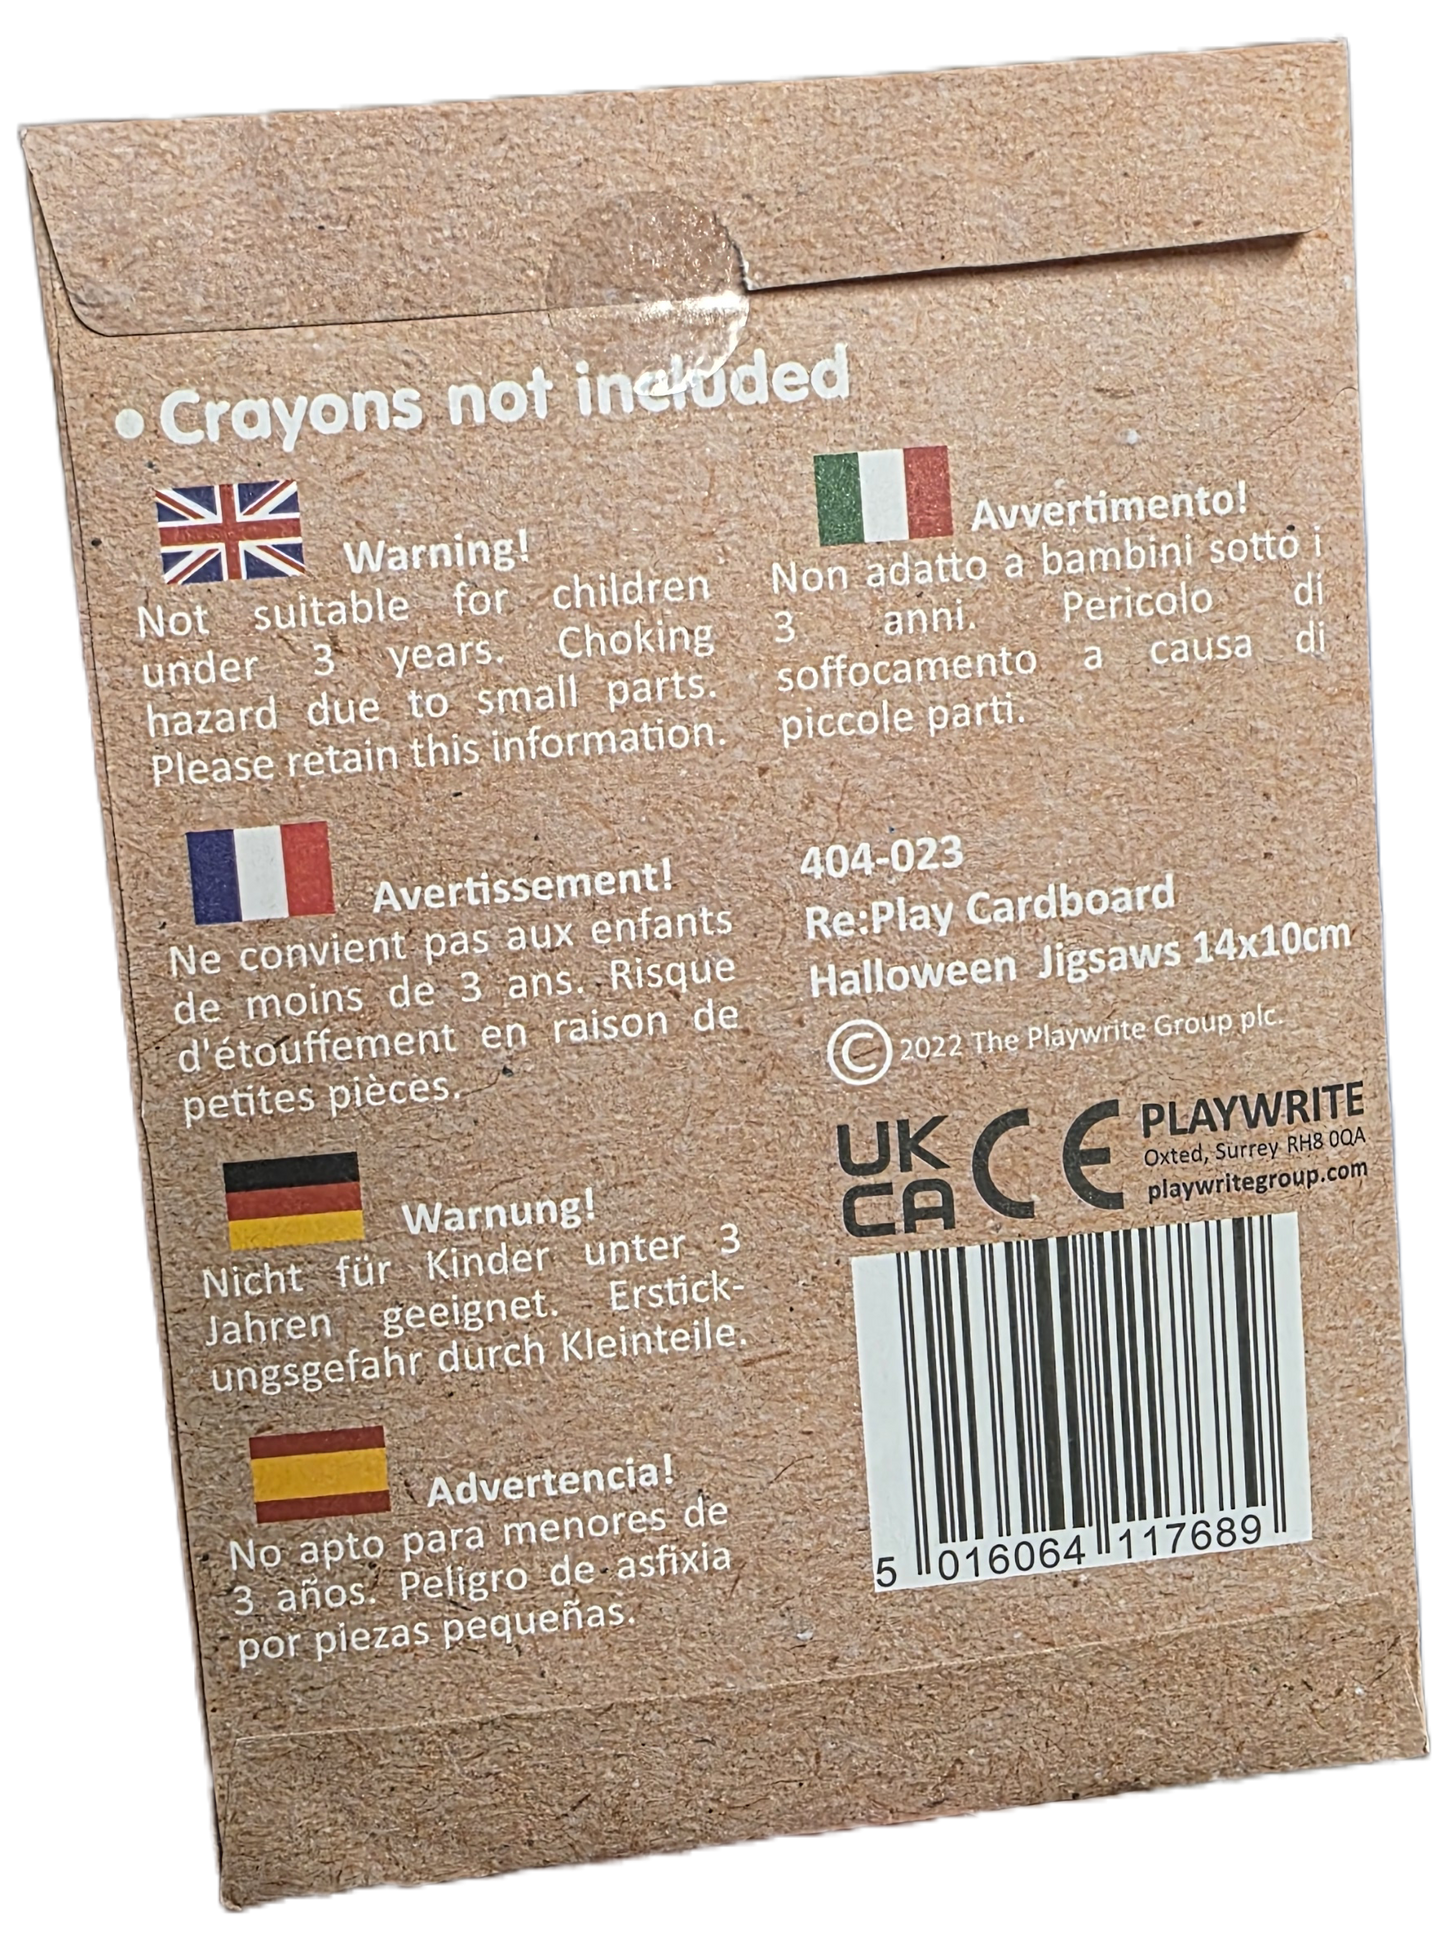 • Crayons not included
Warning!
Not suitable for children
under 3 years. Choking
hazard due to small parts.
Please retain this information.
Avertissement!
Ne convient pas aux enfants
de moins de 3 ans. Risque
d'étouffement en raison de
petites pièces.
Warnung!
Nicht für Kinder unter 3
Jahren geeignet. Erstick-
ungsgefahr durch Kleinteile.
Advertencia!
No apto para menores de
3 años. Peligro de asfixia
por piezas pequeñas.
Avvertimento!
Non adatto a bambini sotto i
3 anni. Pericolo di
soffocamento a causa di
piccole parti.
404-023
Re:Play Cardboard
Halloween Jigsaws 14x10cm
© 2022 The Playwrite Group plc.
UK
CA
CE
PLAYWRITE
Oxted, Surrey RH8 0QA
playwritegroup.com
5 016064 117689